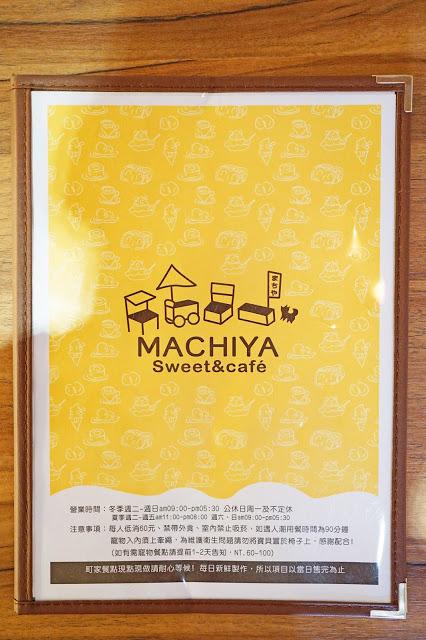 まちや
MACHIYA
Sweet&café
營業時間：冬季週二~週日am09:00-pm05:30 公休日周一及不定休
夏季週二~週五am11:00-pm08:00 週六、日am09:00-pm05:30
注意事項：每人低消60元、禁帶外食、室內禁止吸菸，如遇人潮用餐時間為90分鐘
寵物入內須上牽繩，為維護衛生問題請勿將寶貝置於椅子上，感謝配合！
(如有需寵物餐點請提前1-2天告知，NT.60-100)
町家餐點現點現做請耐心等候！每日新鮮製作，所以項目以當日售完為止